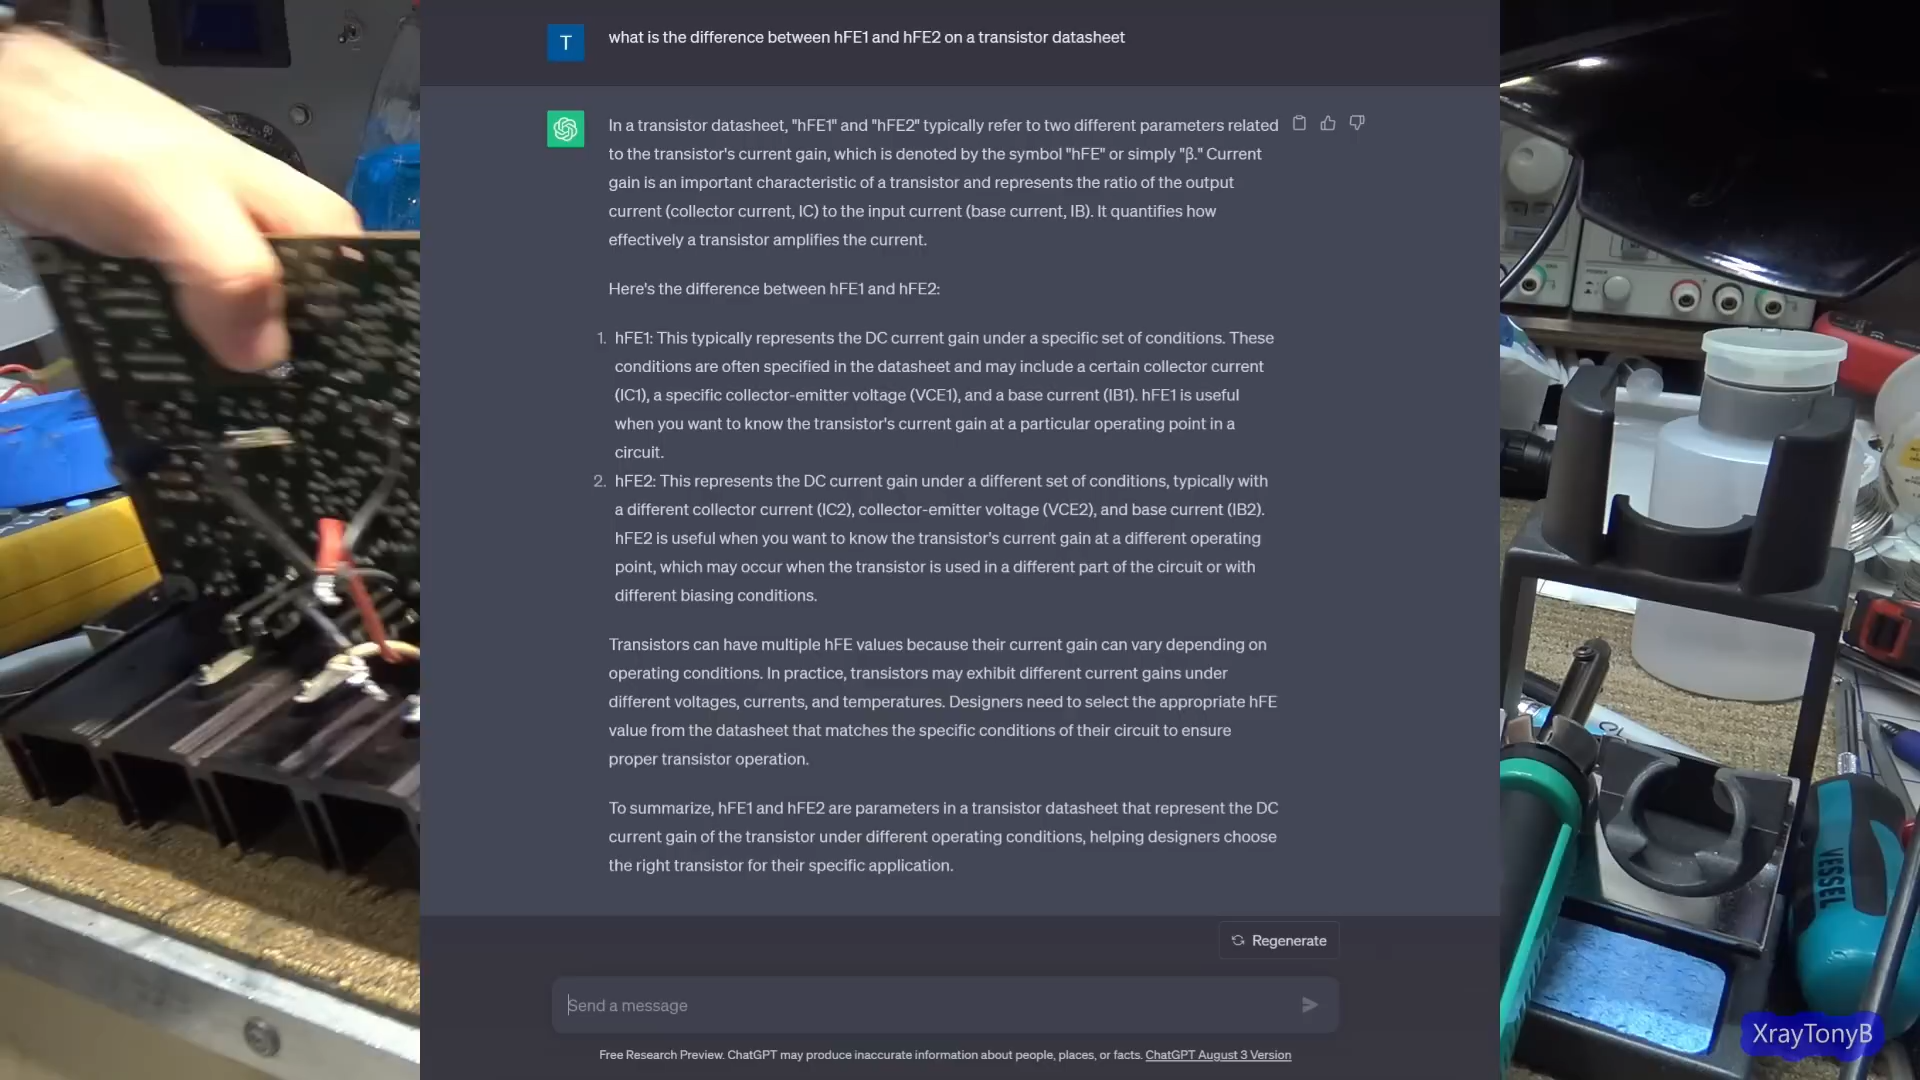 T
what is the difference between hFE1 and hFE2 on a transistor datasheet
In a transistor datasheet, "hFE1" and "hFE2" typically refer to two different parameters related
to the transistor's current gain, which is denoted by the symbol "hFE" or simply "β." Current
gain is an important characteristic of a transistor and represents the ratio of the output
current (collector current, IC) to the input current (base current, IB). It quantifies how
effectively a transistor amplifies the current.
Here's the difference between hFE1 and hFE2:
1. hFE1: This typically represents the DC current gain under a specific set of conditions. These
conditions are often specified in the datasheet and may include a certain collector current
(IC1), a specific collector-emitter voltage (VCE1), and a base current (IB1). hFE1 is useful
when you want to know the transistor's current gain at a particular operating point in a
circuit.
2. hFE2: This represents the DC current gain under a different set of conditions, typically with
a different collector current (IC2), collector-emitter voltage (VCE2), and base current (IB2).
hFE2 is useful when you want to know the transistor's current gain at a different operating
point, which may occur when the transistor is used in a different part of the circuit or with
different biasing conditions.
Transistors can have multiple hFE values because their current gain can vary depending on
operating conditions. In practice, transistors may exhibit different current gains under
different voltages, currents, and temperatures. Designers need to select the appropriate hFE
value from the datasheet that matches the specific conditions of their circuit to ensure
proper transistor operation.
To summarize, hFE1 and hFE2 are parameters in a transistor datasheet that represent the DC
current gain of the transistor under different operating conditions, helping designers choose
the right transistor for their specific application.
Regenerate
Send a message
Free Research Preview. ChatGPT may produce inaccurate information about people, places, or facts. ChatGPT August 3 Version
VESSEL
XrayTonyB